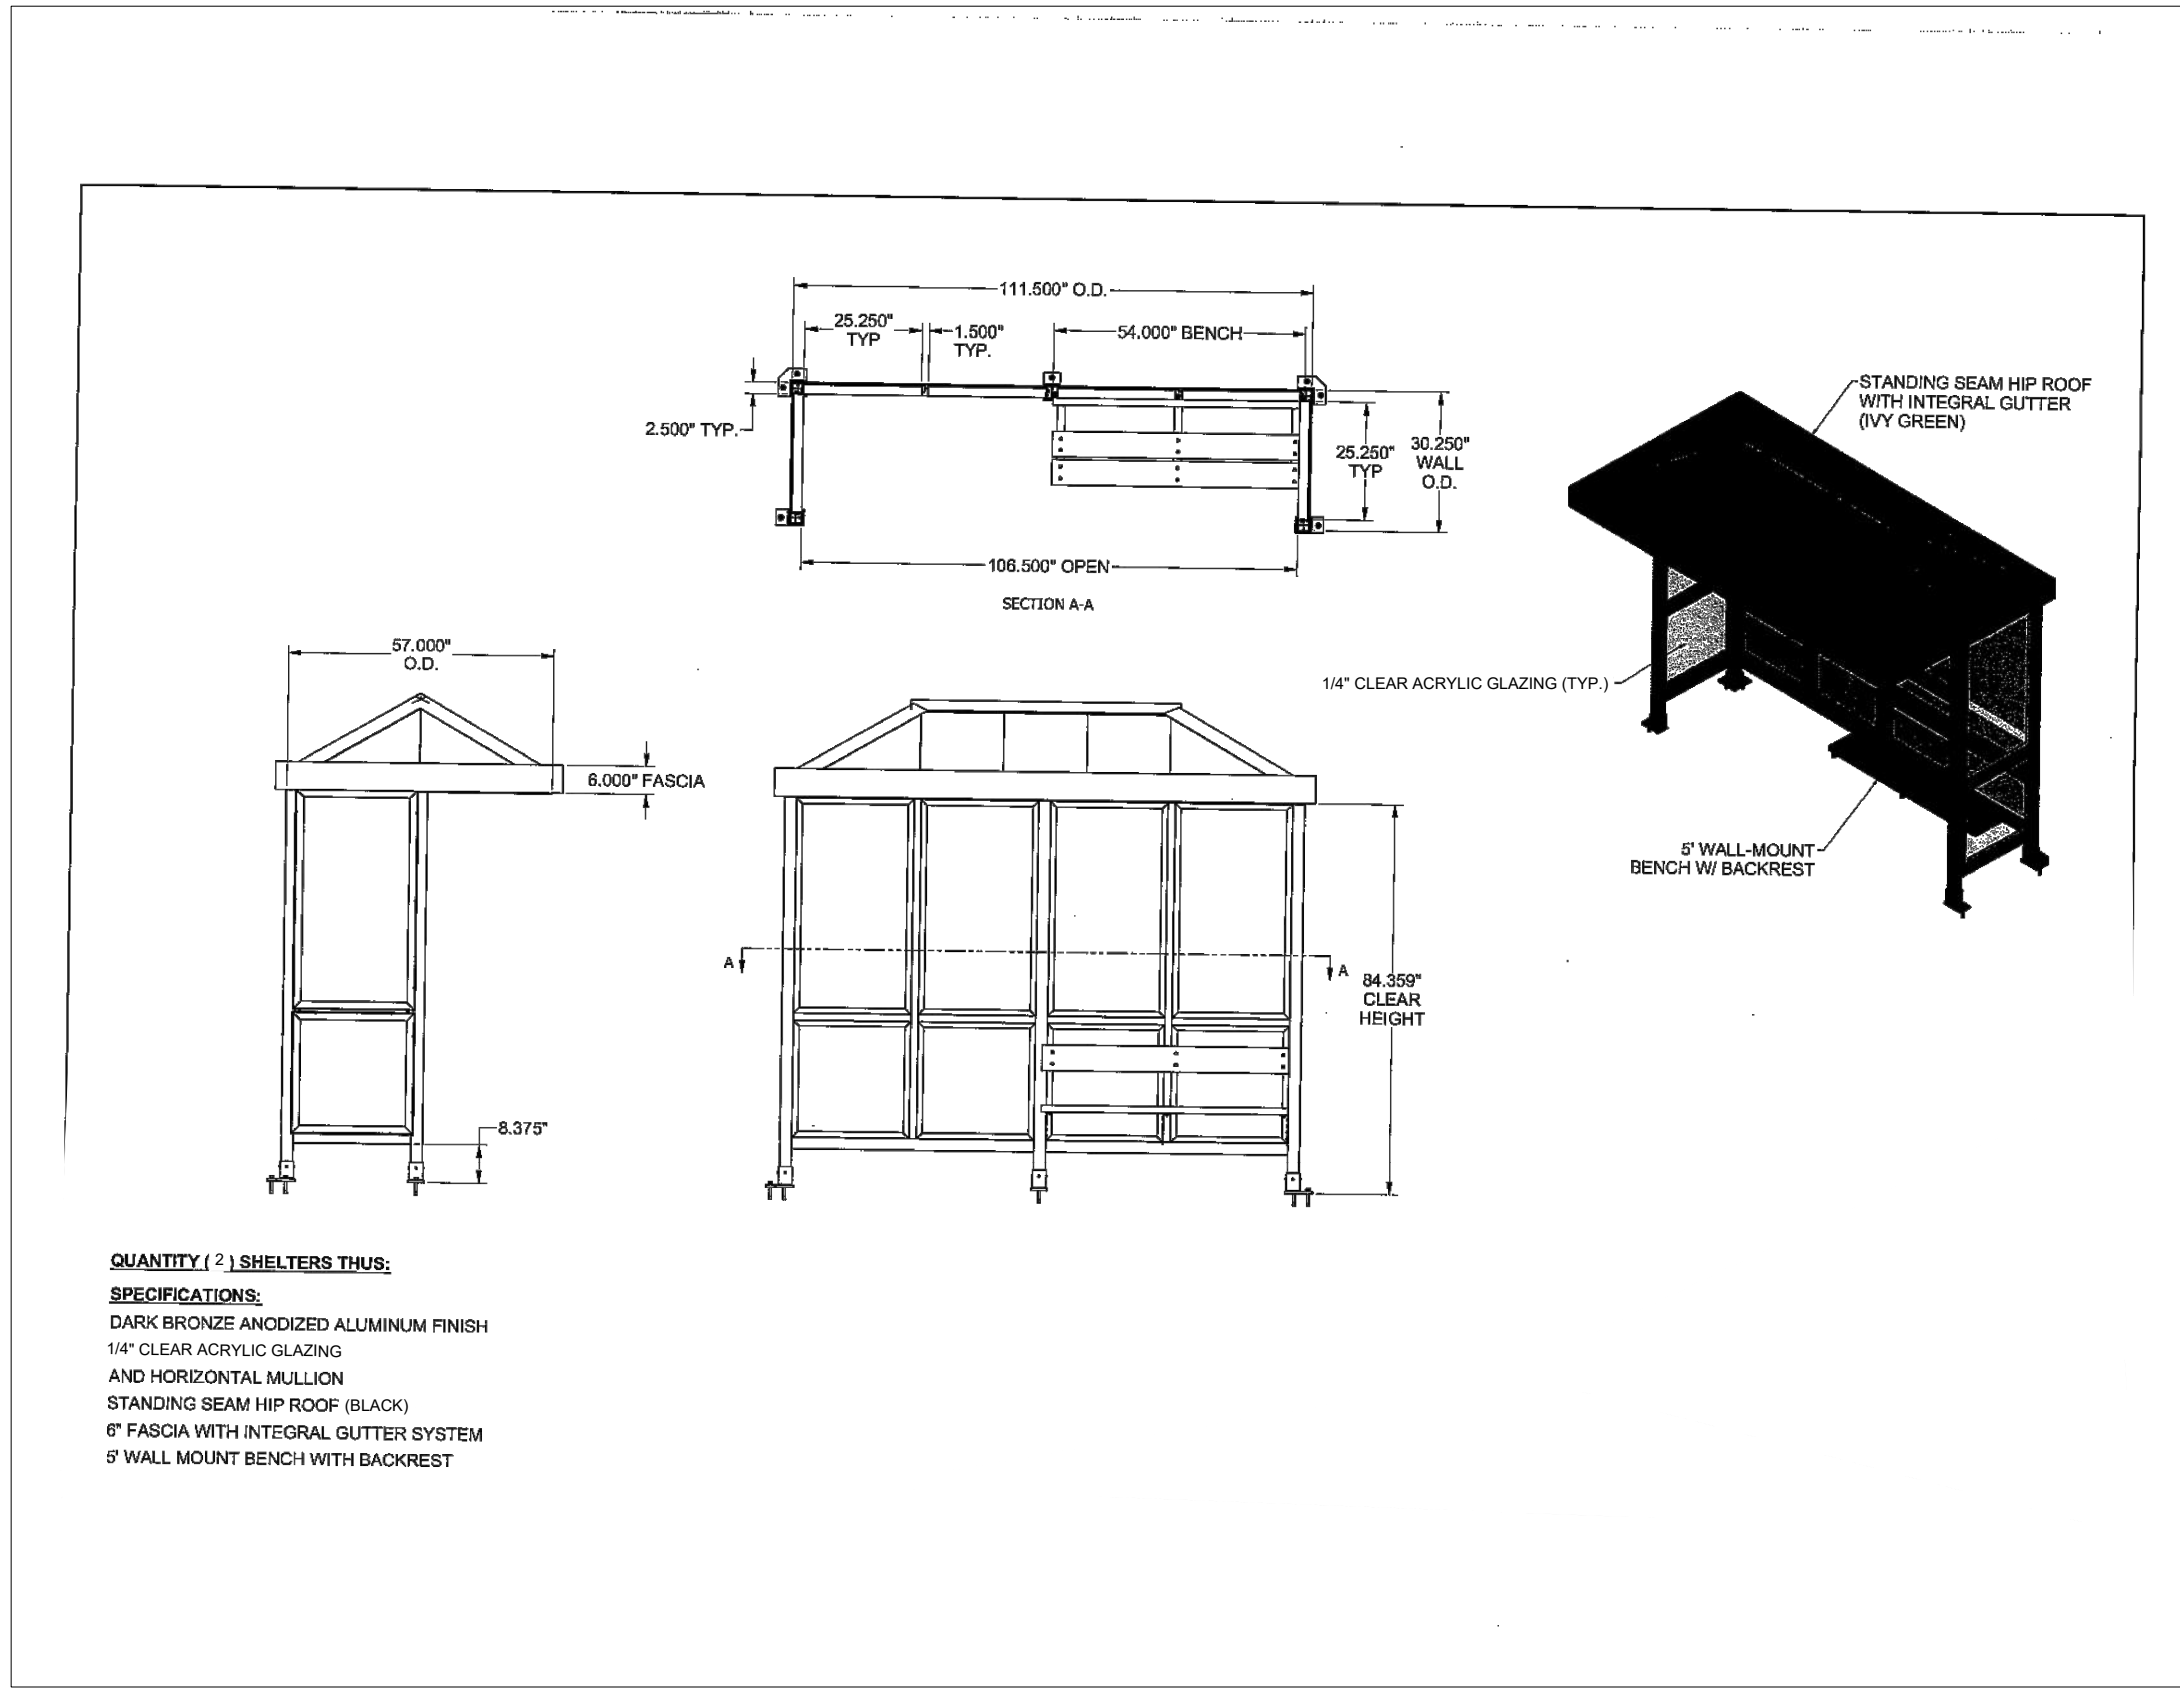 111.500" O.D.
25.250"
TYP
1.500"
TYP.
54.000" BENCH
2.500" TYP.
25.250"
TYP
30.250"
WALL
O.D.
106.500" OPEN
SECTION A-A
STANDING SEAM HIP ROOF
WITH INTEGRAL GUTTER
(IVY GREEN)
1/4" CLEAR ACRYLIC GLAZING (TYP.)
5' WALL-MOUNT
BENCH W/ BACKREST
57.000"
O.D.
6.000" FASCIA
8.375"
A
A
84.359"
CLEAR
HEIGHT
QUANTITY ( 2 ) SHELTERS THUS:
SPECIFICATIONS:
DARK BRONZE ANODIZED ALUMINUM FINISH
1/4" CLEAR ACRYLIC GLAZING
AND HORIZONTAL MULLION
STANDING SEAM HIP ROOF (BLACK)
6" FASCIA WITH INTEGRAL GUTTER SYSTEM
5' WALL MOUNT BENCH WITH BACKREST